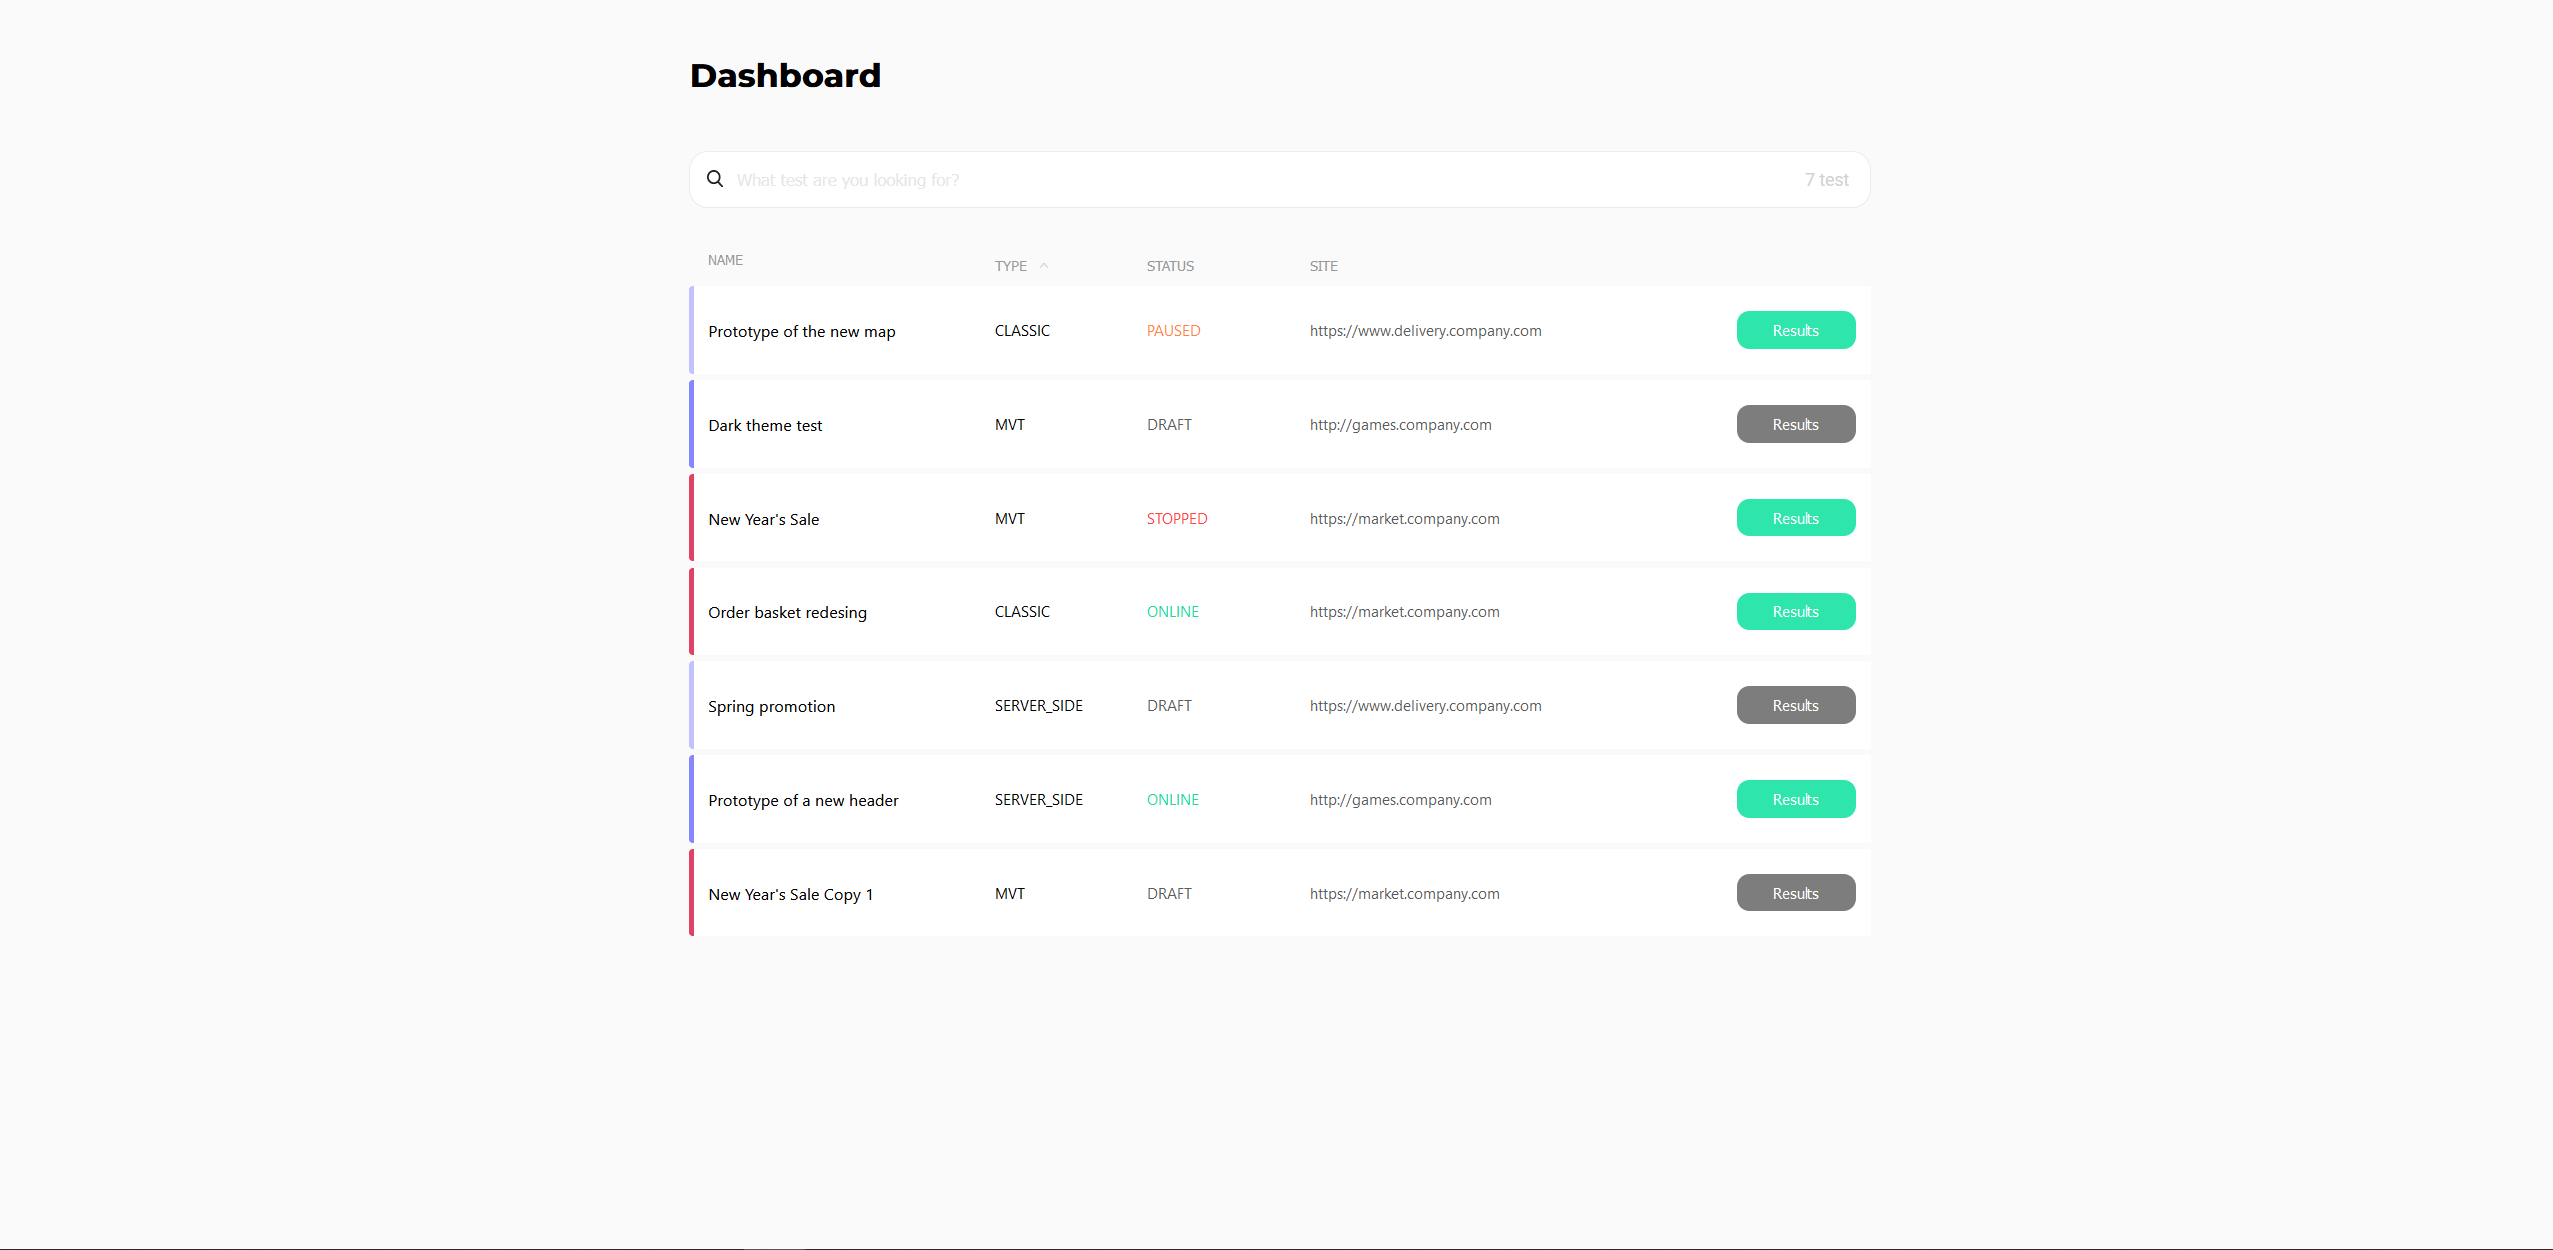 Dashboard
What test are you looking for? 7 test
NAME TYPE STATUS SITE
Prototype of the new map CLASSIC PAUSED https://www.delivery.company.com Results
Dark theme test MVT DRAFT http://games.company.com Results
New Year's Sale MVT STOPPED https://market.company.com Results
Order basket redesing CLASSIC ONLINE https://market.company.com Results
Spring promotion SERVER_SIDE DRAFT https://www.delivery.company.com Results
Prototype of a new header SERVER_SIDE ONLINE http://games.company.com Results
New Year's Sale Copy 1 MVT DRAFT https://market.company.com Results